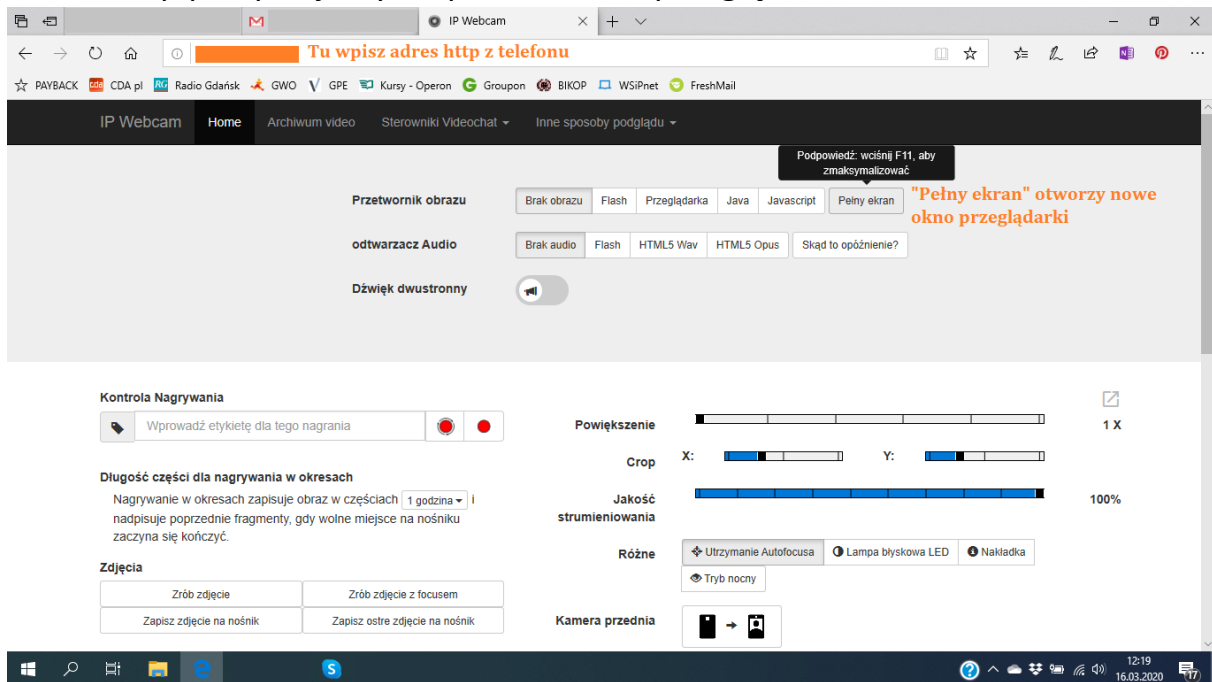 IP Webcam
Tu wpisz adres http z telefonu
PAYBACK CDA pl Radio Gdańsk GWO GPE Kursy - Operon Groupon BIKOP WSiPnet FreshMail
IP Webcam Home Archiwum video Sterowniki Videochat Inne sposoby podglądu
Podpowiedź: wciśnij F11, aby
zmaksymalizować
Przetwornik obrazu Brak obrazu Flash Przeglądarka Java Javascript Pełny ekran
"Pełny ekran" otworzy nowe
okno przeglądarki
odtwarzacz Audio Brak audio Flash HTML5 Wav HTML5 Opus Skąd to opóźnienie?
Dźwięk dwustronny
Kontrola Nagrywania
Wprowadź etykietę dla tego nagrania
Długość części dla nagrywania w okresach
Nagrywanie w okresach zapisuje obraz w częściach 1 godzina i
nadpisuje poprzednie fragmenty, gdy wolne miejsce na nośniku
zaczyna się kończyć.
Zdjęcia
Zrób zdjęcie Zrób zdjęcie z focusem
Zapisz zdjęcie na nośnik Zapisz ostre zdjęcie na nośnik
Powiększenie 1 X
Crop X: Y:
Jakość
strumieniowania 100%
Różne Utrzymanie Autofocusa Lampa błyskowa LED Nakładka
Tryb nocny
Kamera przednia
12:19
16.03.2020
17